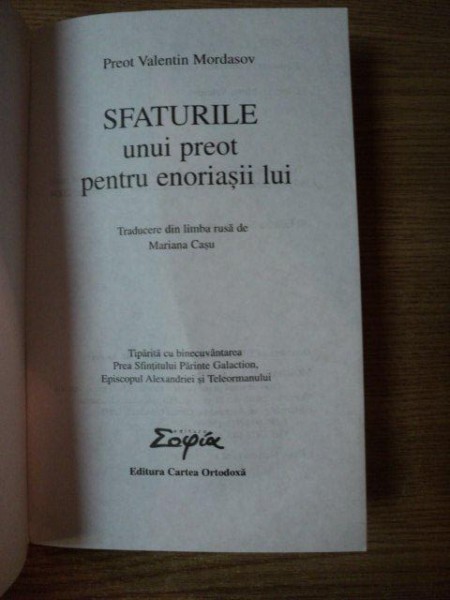 Preot Valentin Mordasov
SFATURILE
unui preot
pentru enoriașii lui
Traducere din limba rusă de
Mariana Cașu
Tipărită cu binecuvântarea
Prea Sfințitului Părinte Galaction,
Episcopul Alexandriei și Teleormanului
editura
Σοφία
Editura Cartea Ortodoxă